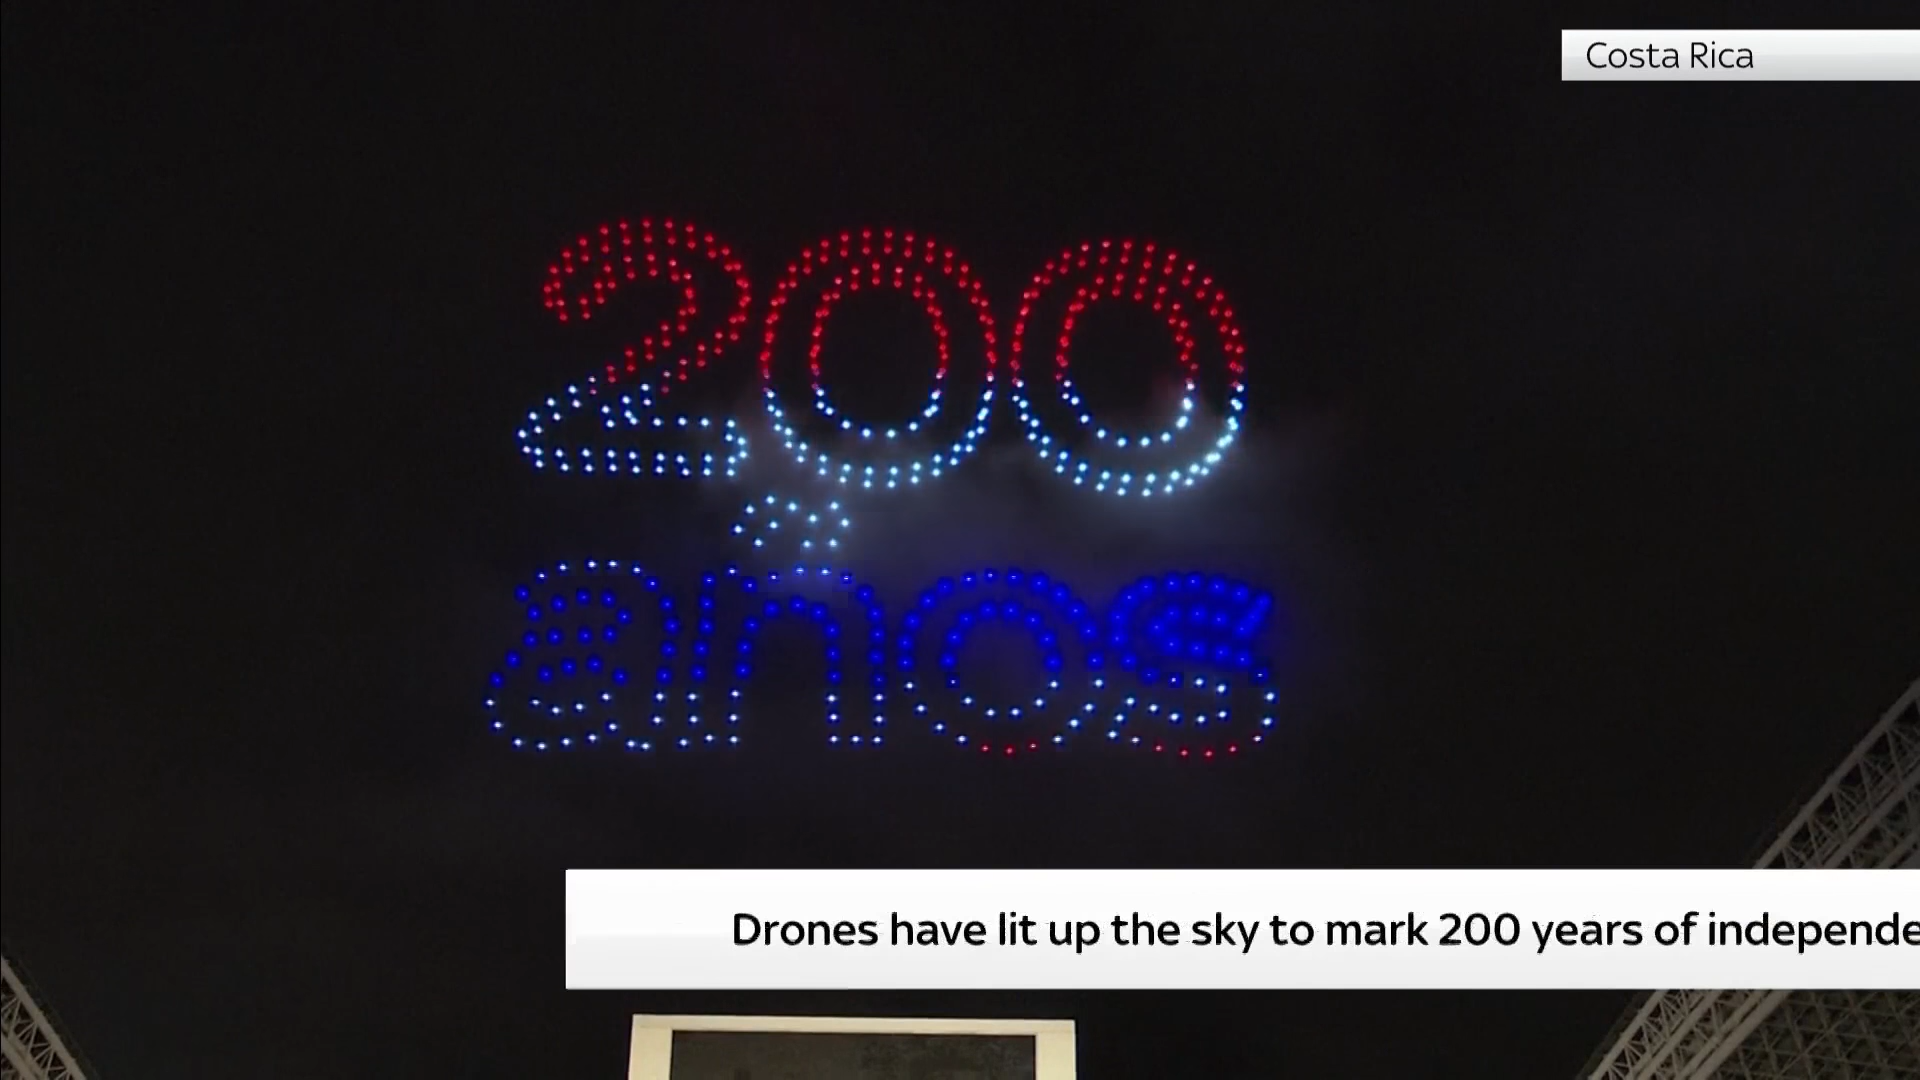 Costa Rica
200
años
Drones have lit up the sky to mark 200 years of independe